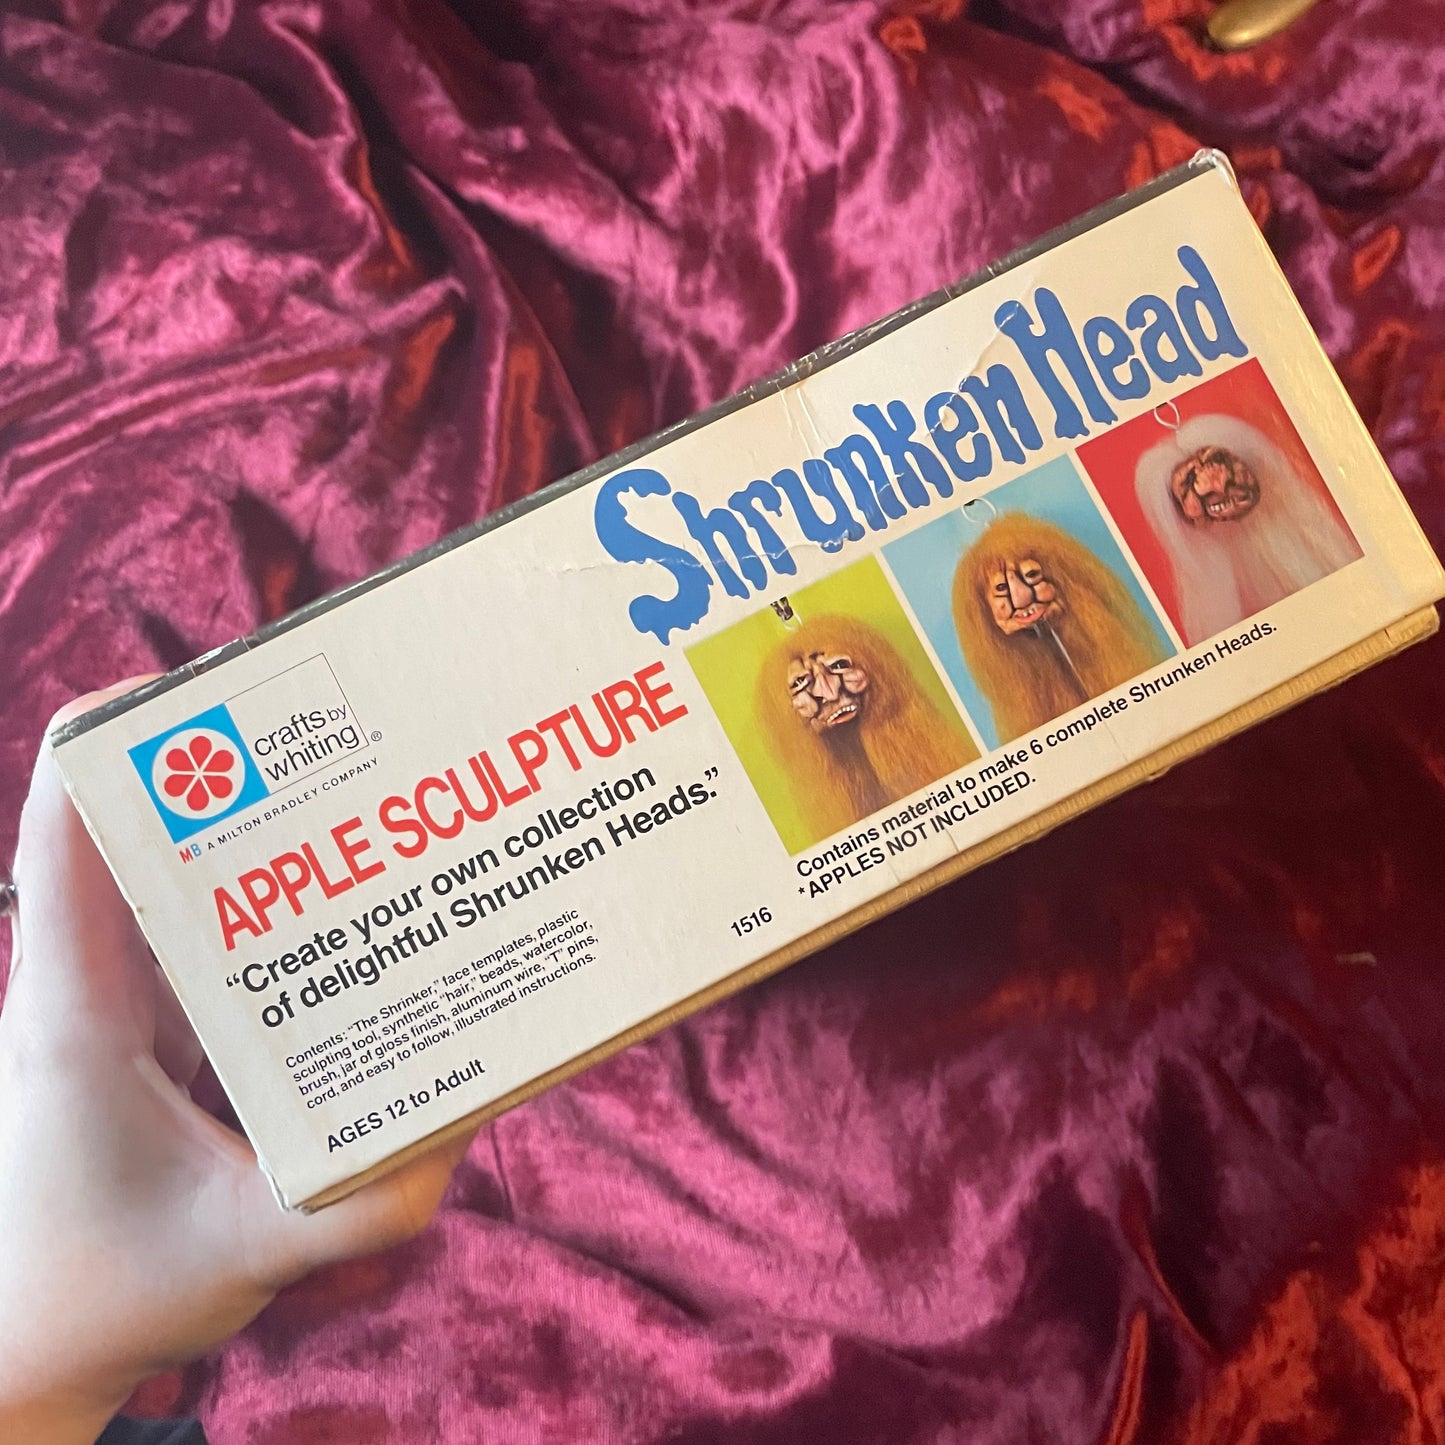 Shrunken Head
crafts by
whiting®
MB A MILTON BRADLEY COMPANY
APPLE SCULPTURE
“Create your own collection
of delightful Shrunken Heads.”
Contents: “The Shrinker,” face templates, plastic
sculpting tool, synthetic “hair,” beads, watercolor,
brush, jar of gloss finish, aluminum wire, “T” pins,
cord, and easy to follow, illustrated instructions.
AGES 12 to Adult
1516
Contains material to make 6 complete Shrunken Heads.
*APPLES NOT INCLUDED.